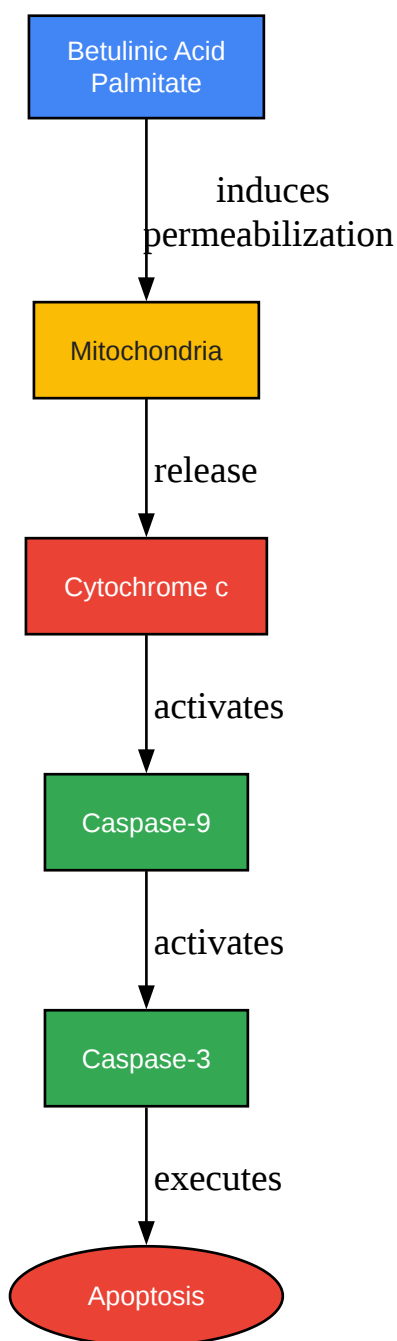 Betulinic Acid
Palmitate
induces
permeabilization
Mitochondria
release
Cytochrome c
activates
Caspase-9
activates
Caspase-3
executes
Apoptosis